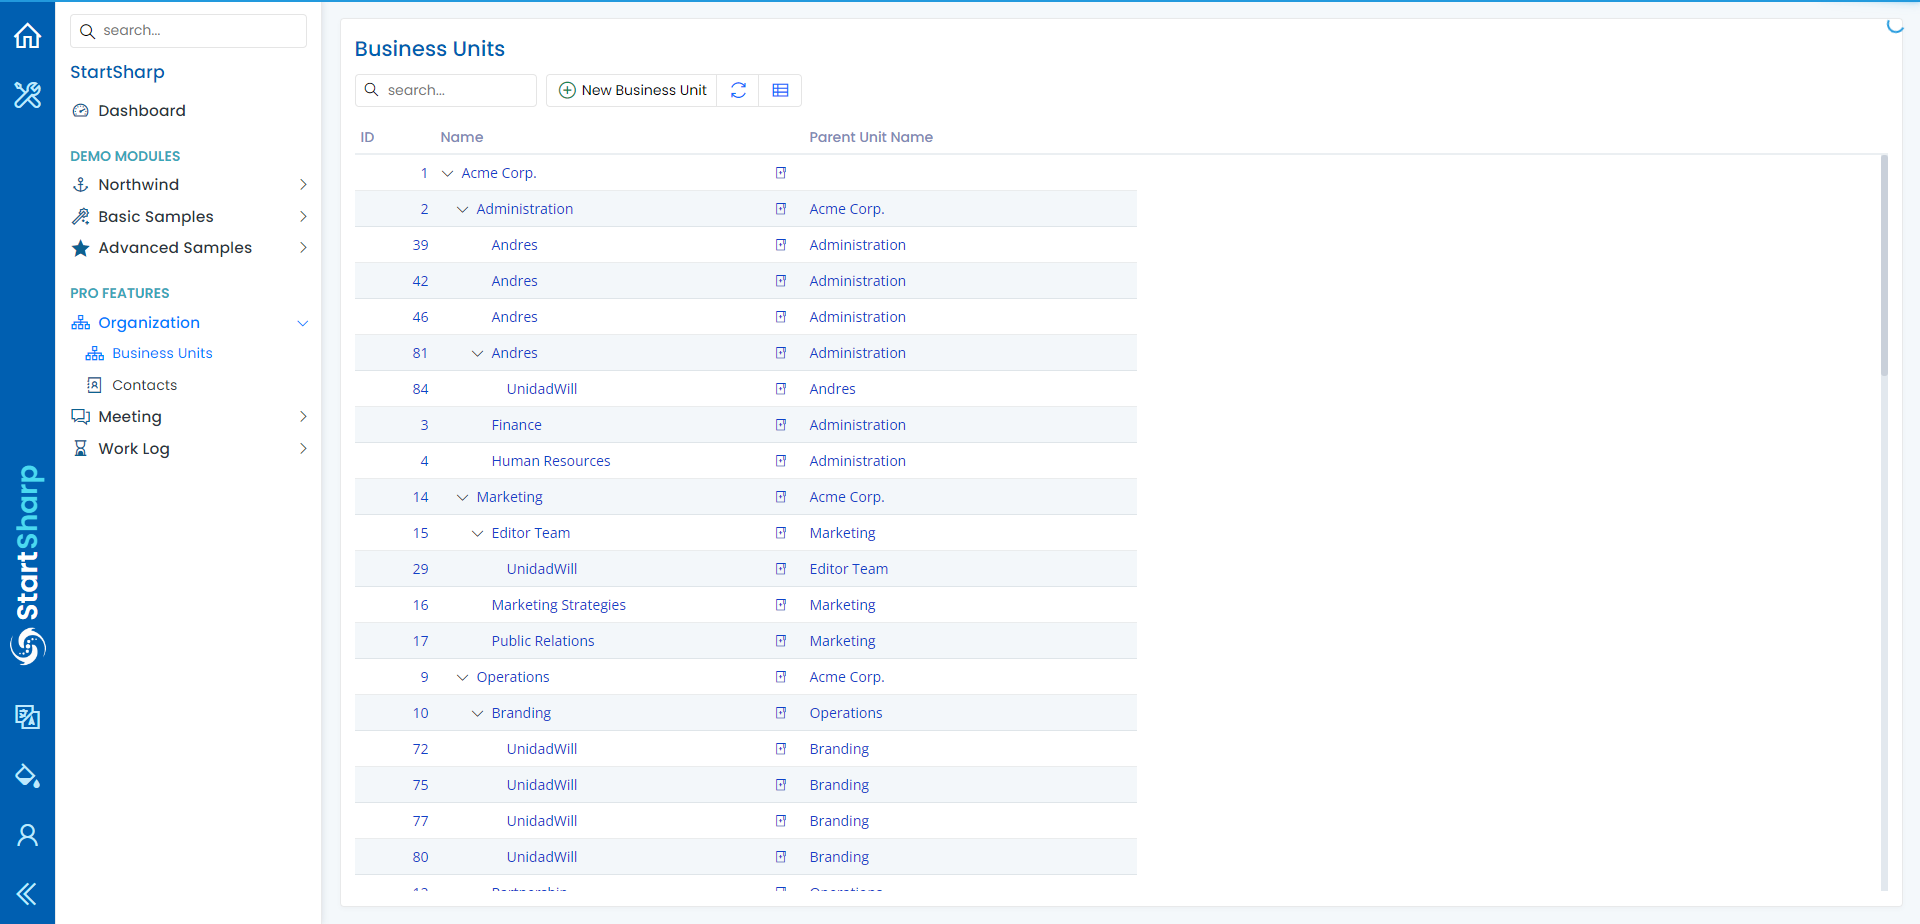 search...
StartSharp
Dashboard
DEMO MODULES
Northwind
Basic Samples
Advanced Samples
PRO FEATURES
Organization
Business Units
Contacts
Meeting
Work Log
StartSharp
Business Units
search...
New Business Unit
ID Name Parent Unit Name
1 Acme Corp.
2 Administration Acme Corp.
39 Andres Administration
42 Andres Administration
46 Andres Administration
81 Andres Administration
84 UnidadWill Andres
3 Finance Administration
4 Human Resources Administration
14 Marketing Acme Corp.
15 Editor Team Marketing
29 UnidadWill Editor Team
16 Marketing Strategies Marketing
17 Public Relations Marketing
9 Operations Acme Corp.
10 Branding Operations
72 UnidadWill Branding
75 UnidadWill Branding
77 UnidadWill Branding
80 UnidadWill Branding